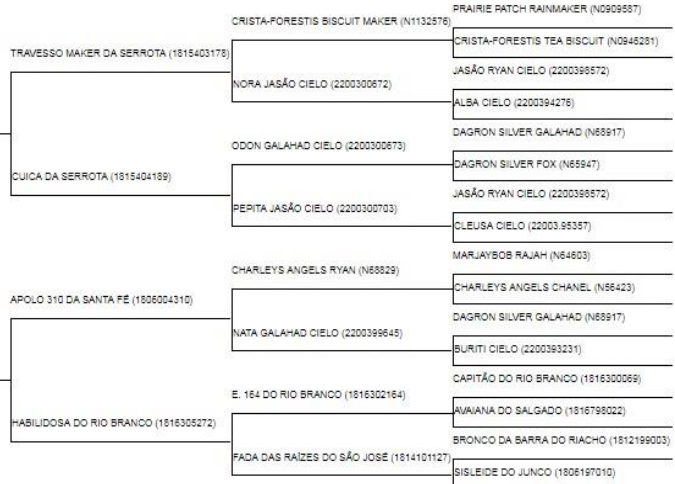 PRAIRIE PATCH RAINMAKER (N0909587)
CRISTA-FORESTIS BISCUIT MAKER (N1132576)
CRISTA-FORESTIS TEA BISCUIT (N0946281)
TRAVESSO MAKER DA SERROTA (1815403178)
JASÃO RYAN CIELO (2200398572)
NORA JASÃO CIELO (2200300672)
ALBA CIELO (2200394276)
DAGRON SILVER GALAHAD (N68917)
ODON GALAHAD CIELO (2200300673)
DAGRON SILVER FOX (N65947)
CUICA DA SERROTA (1815404189)
JASÃO RYAN CIELO (2200398572)
PEPITA JASÃO CIELO (2200300703)
CLEUSA CIELO (22003.95357)
MARJAYBOB RAJAH (N64603)
CHARLEYS ANGELS RYAN (N68829)
CHARLEYS ANGELS CHANEL (N56423)
APOLO 310 DA SANTA FÉ (1806004310)
DAGRON SILVER GALAHAD (N68917)
NATA GALAHAD CIELO (2200399645)
BURITI CIELO (2200393231)
CAPITÃO DO RIO BRANCO (1816300069)
E. 164 DO RIO BRANCO (1816302164)
AVAIANA DO SALGADO (1816798022)
HABILIDOSA DO RIO BRANCO (1816305272)
BRONCO DA BARRA DO RIACHO (1812199003)
FADA DAS RAÍZES DO SÃO JOSÉ (1814101127)
SISLEIDE DO JUNCO (1806197010)